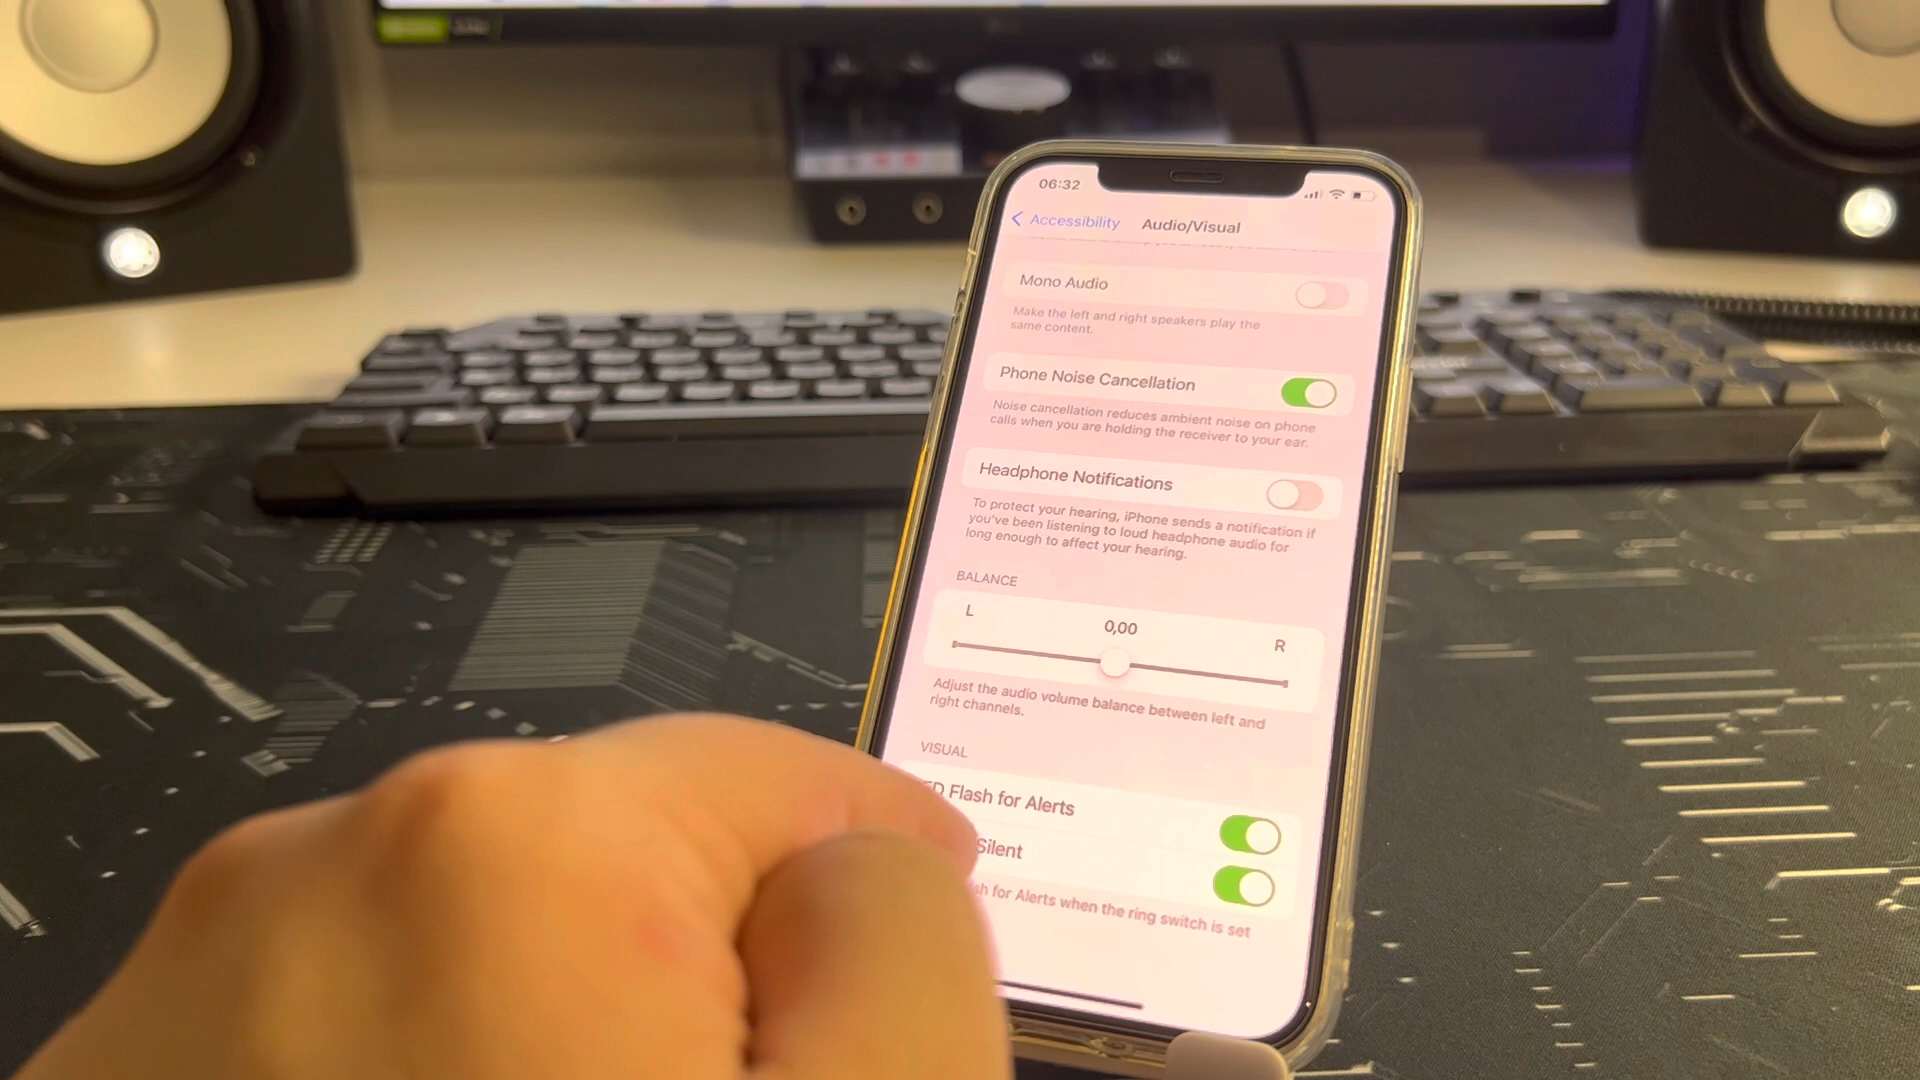 06:32
Accessibility Audio/Visual
Mono Audio
Make the left and right speakers play the
same content.
Phone Noise Cancellation
Noise cancellation reduces ambient noise on phone
calls when you are holding the receiver to your ear.
Headphone Notifications
To protect your hearing, iPhone sends a notification if
you've been listening to loud headphone audio for
long enough to affect your hearing.
BALANCE
L 0,00 R
Adjust the audio volume balance between left and
right channels.
VISUAL
Flash for Alerts
Silent
for Alerts when the ring switch is set